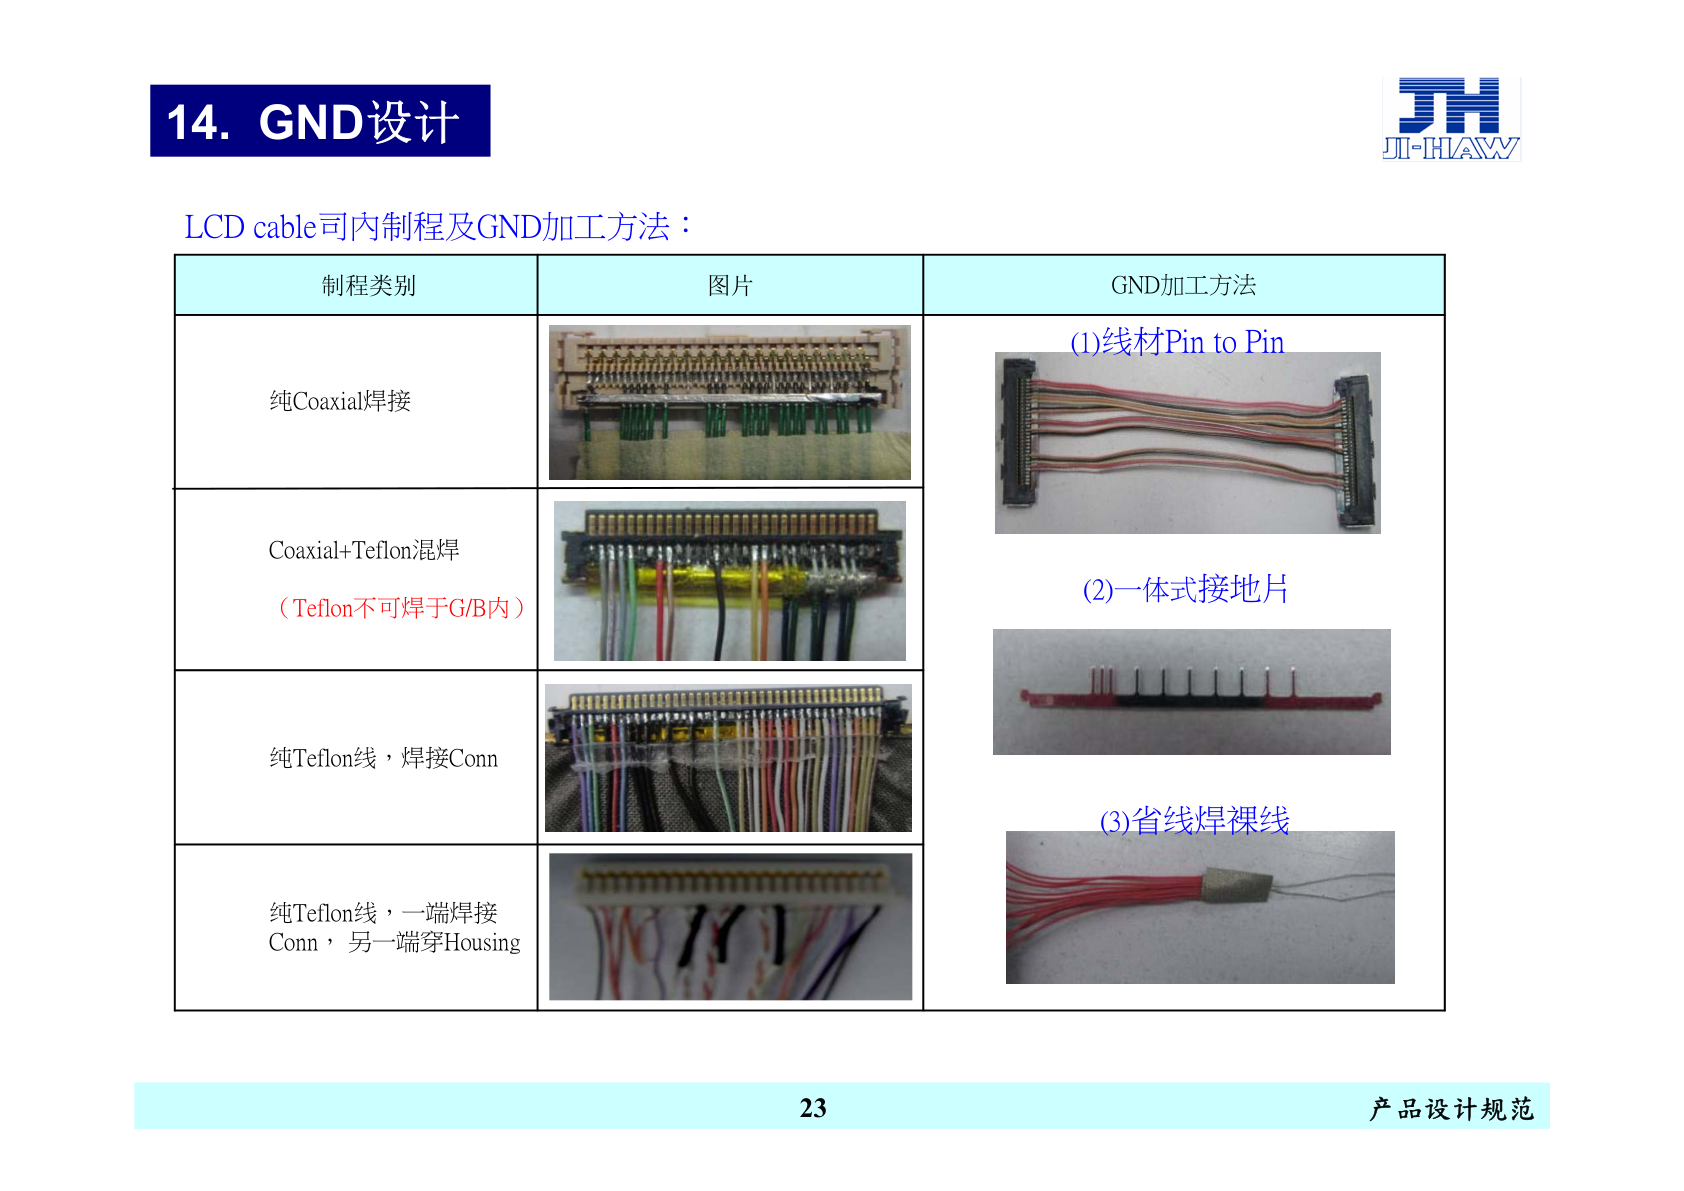 14. GND设计
JH
JI-HAW
LCD cable司内制程及GND加工方法：
制程类别
图片
GND加工方法
纯Coaxial焊接
Coaxial+Teflon混焊
（Teflon不可焊于G/B内）
纯Teflon线，焊接Conn
纯Teflon线，一端焊接
Conn， 另一端穿Housing
(1)线材Pin to Pin
(2)一体式接地片
(3)省线焊裸线
23
产品设计规范